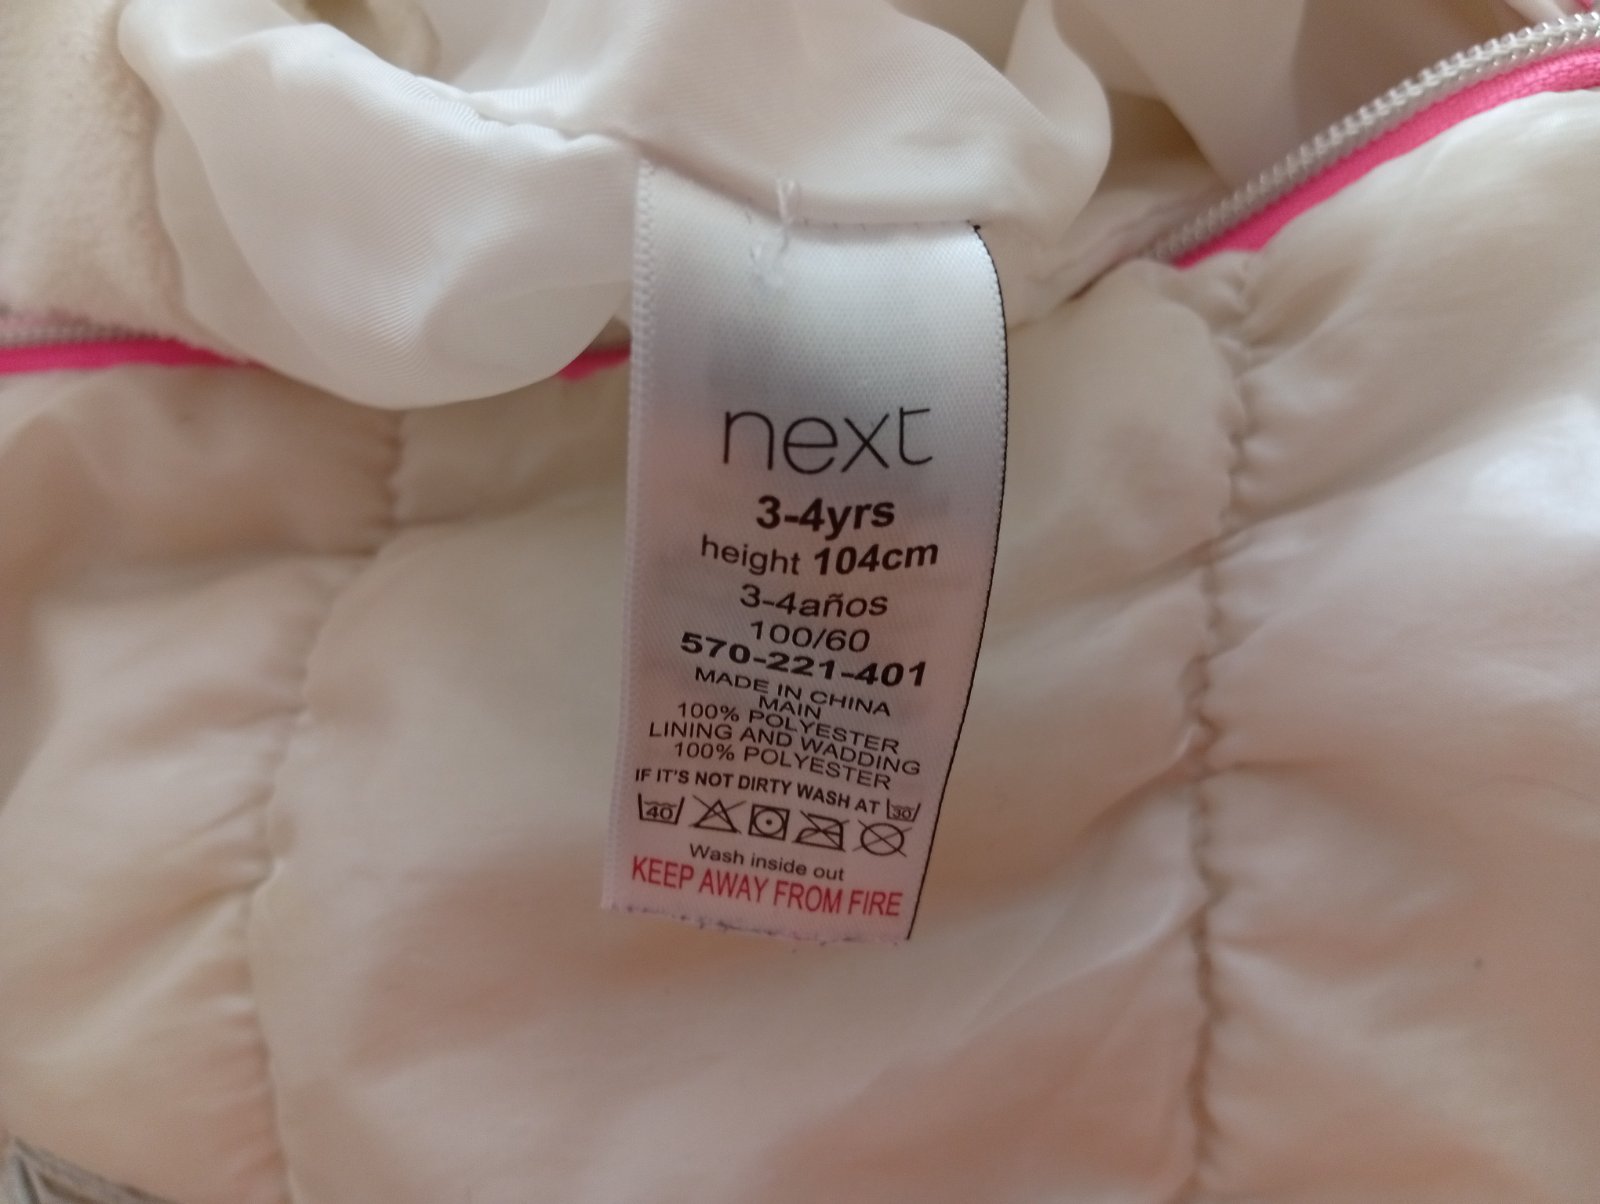 next
3-4yrs
height 104cm
3-4años
100/60
570-221-401
MADE IN CHINA
MAIN
100% POLYESTER
LINING AND WADDING
100% POLYESTER
IF IT'S NOT DIRTY WASH AT 30
40
Wash inside out
KEEP AWAY FROM FIRE